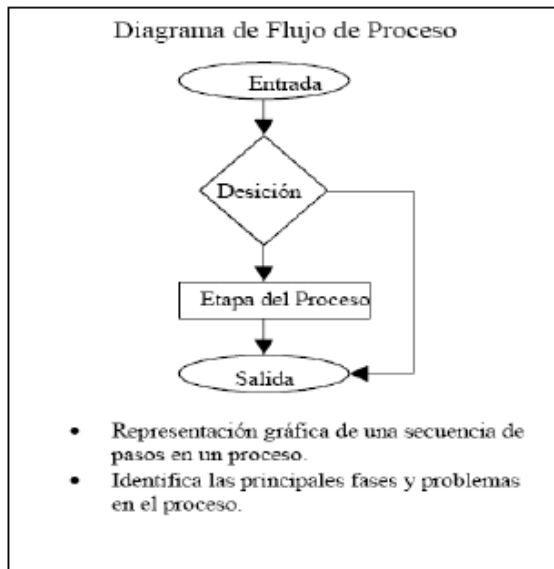 Diagrama de Flujo de Proceso
Entrada
Desición
Etapa del Proceso
Salida
• Representación gráfica de una secuencia de
pasos en un proceso.
• Identifica las principales fases y problemas
en el proceso.